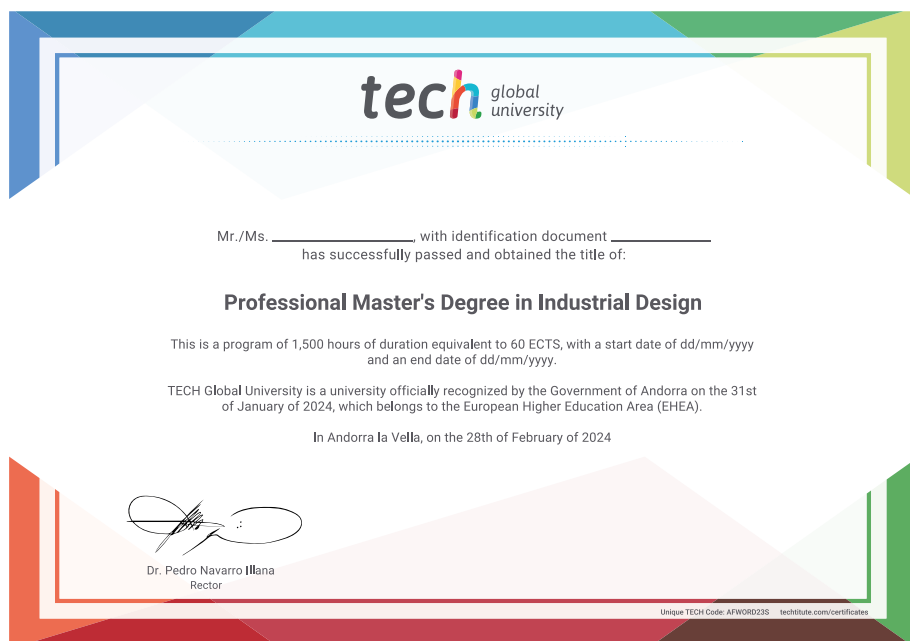 tech global university
Mr./Ms. ________________, with identification document ___________
has successfully passed and obtained the title of:
Professional Master's Degree in Industrial Design
This is a program of 1,500 hours of duration equivalent to 60 ECTS, with a start date of dd/mm/yyyy
and an end date of dd/mm/yyyy.
TECH Global University is a university officially recognized by the Government of Andorra on the 31st
of January of 2024, which belongs to the European Higher Education Area (EHEA).
In Andorra la Vella, on the 28th of February of 2024
Dr. Pedro Navarro Illana
Rector
Unique TECH Code: AFWORD23S techtitute.com/certificates